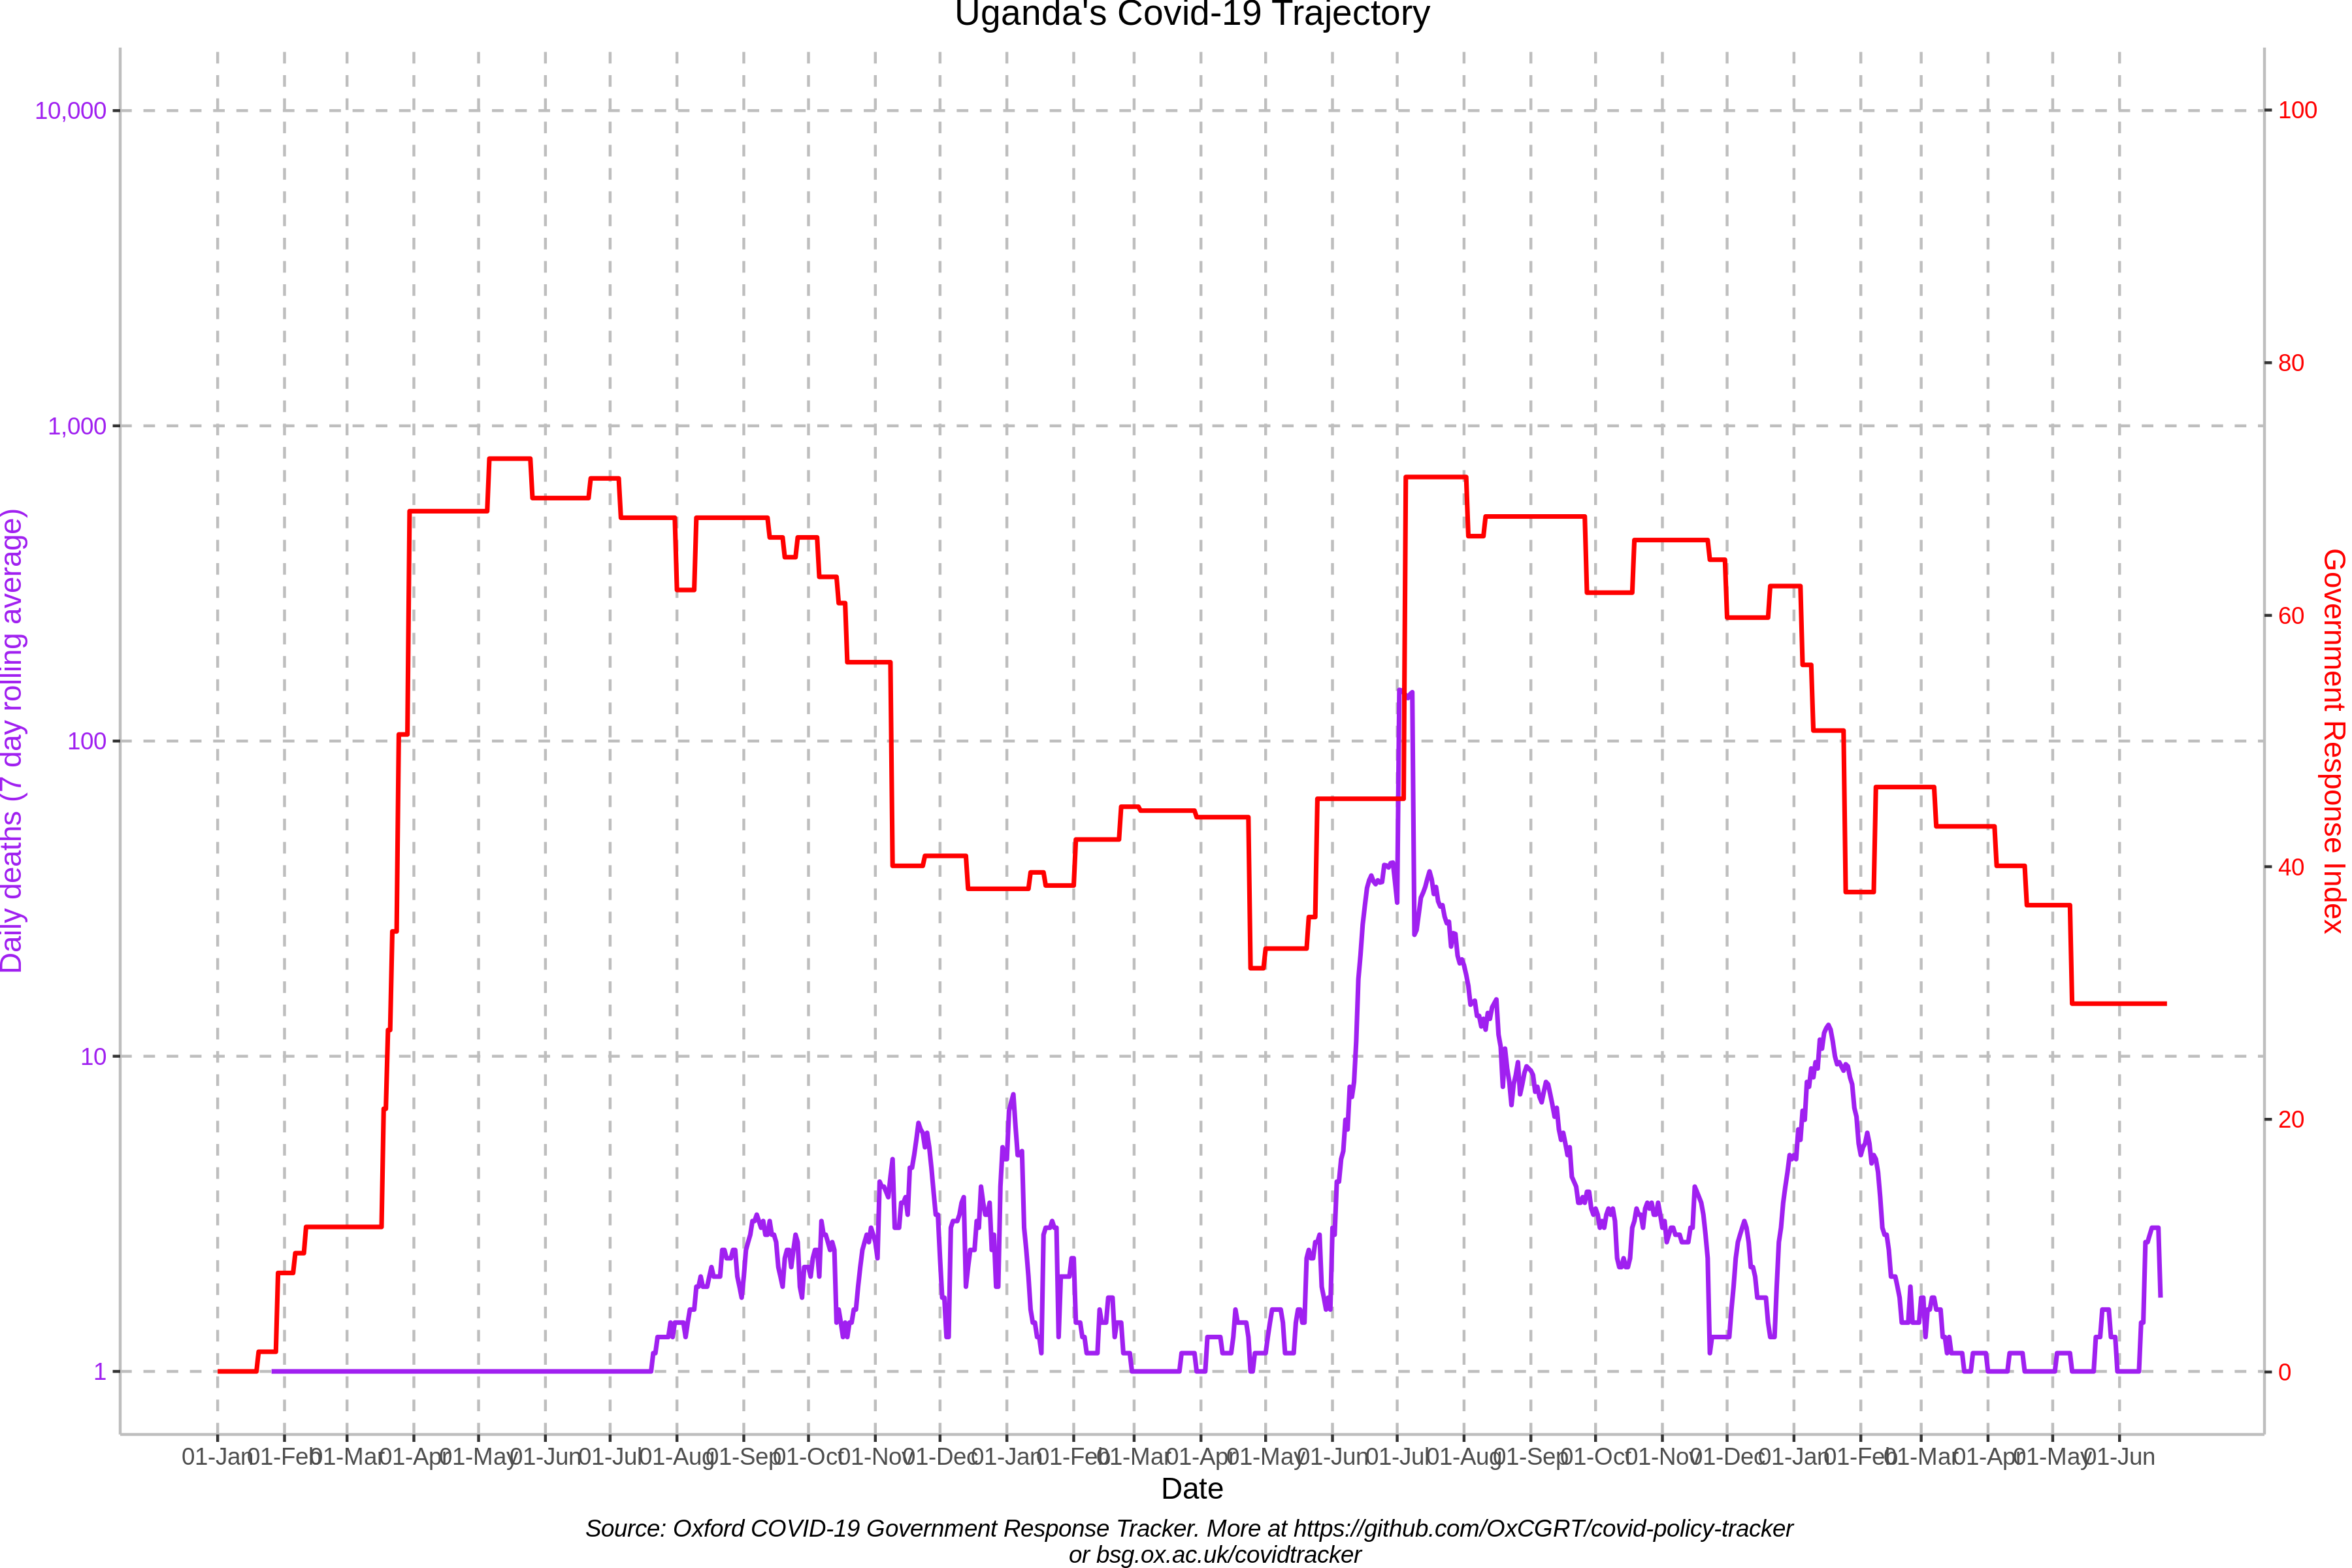 Uganda's Covid-19 Trajectory
10,000
1,000
100
10
1
Daily deaths (7 day rolling average)
100
80
60
40
20
0
Government Response Index
01-Jan 01-Feb 01-Mar 01-Apr 01-May 01-Jun 01-Jul 01-Aug 01-Sep 01-Oct 01-Nov 01-Dec 01-Jan 01-Feb 01-Mar 01-Apr 01-May 01-Jun 01-Jul 01-Aug 01-Sep 01-Oct 01-Nov 01-Dec 01-Jan 01-Feb 01-Mar 01-Apr 01-May 01-Jun
Date
Source: Oxford COVID-19 Government Response Tracker. More at https://github.com/OxCGRT/covid-policy-tracker
or bsg.ox.ac.uk/covidtracker